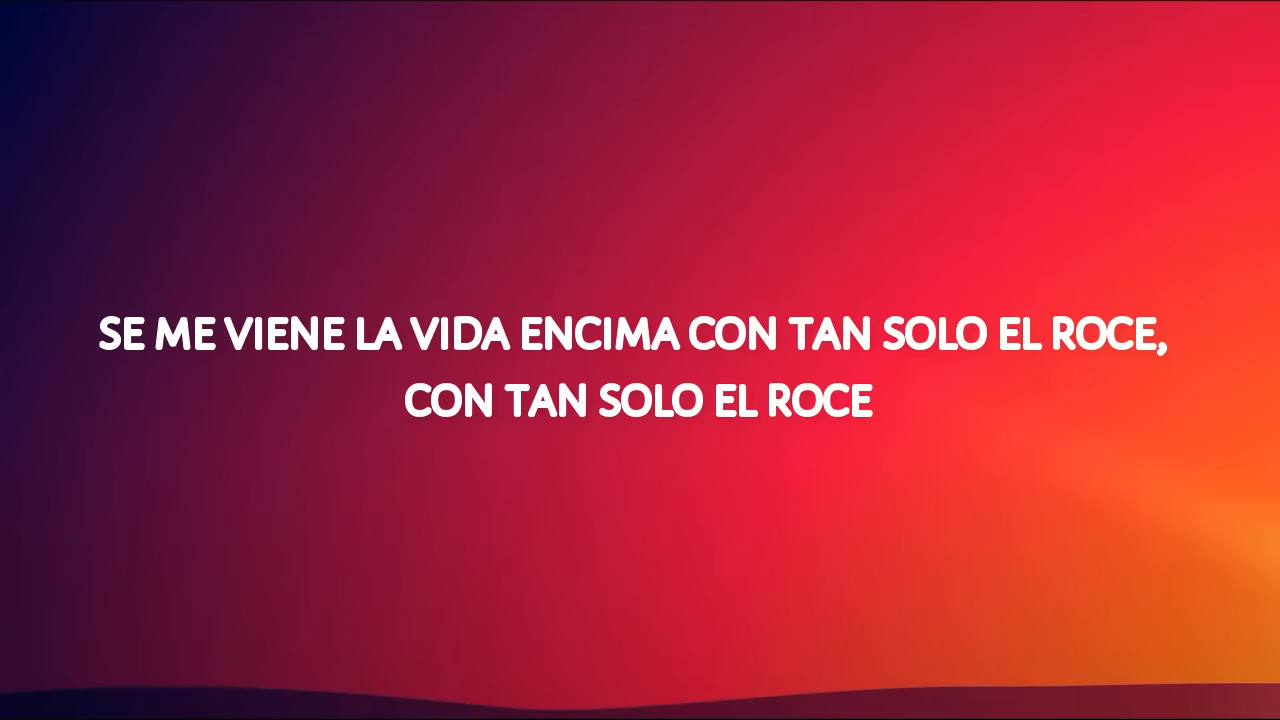 SE ME VIENE LA VIDA ENCIMA CON TAN SOLO EL ROCE,
CON TAN SOLO EL ROCE